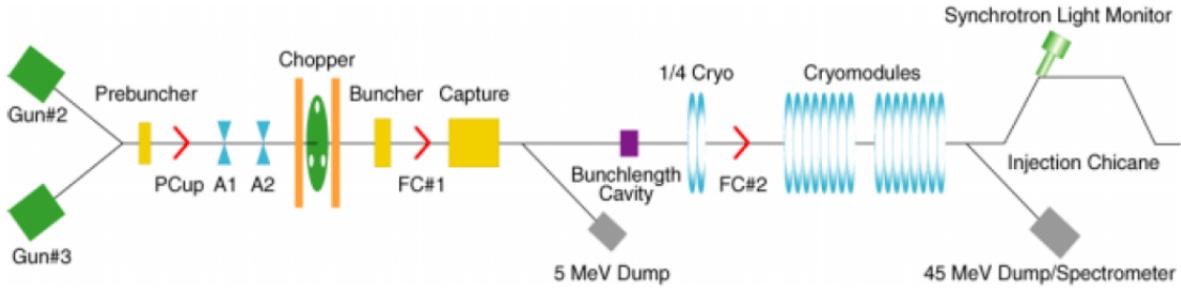 Synchrotron Light Monitor
Chopper
1/4 Cryo
Cryomodules
Prebuncher
Buncher
Capture
Gun#2
PCup
A1
A2
FC#1
Bunchlength
Cavity
FC#2
Injection Chicane
Gun#3
5 MeV Dump
45 MeV Dump/Spectrometer